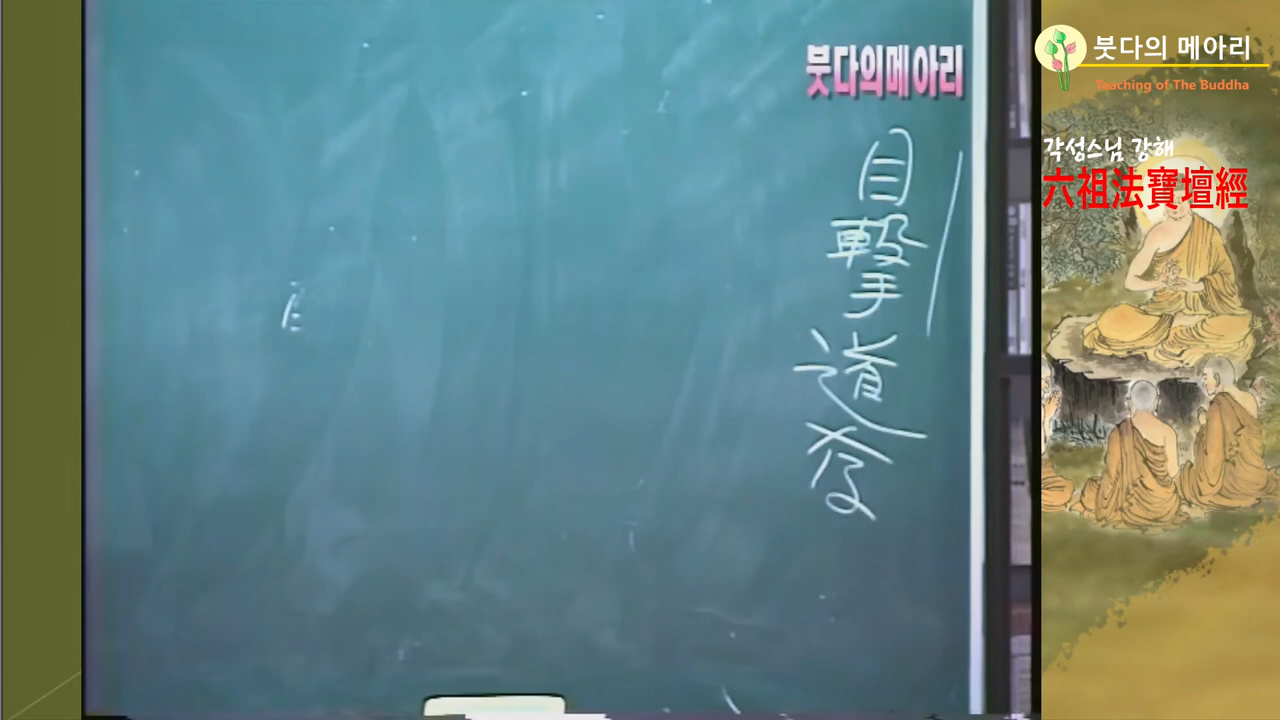 붓다의 메아리
Teaching of The Buddha
각성스님 강해
六祖法寶壇經
붓다의메아리
目擊道存